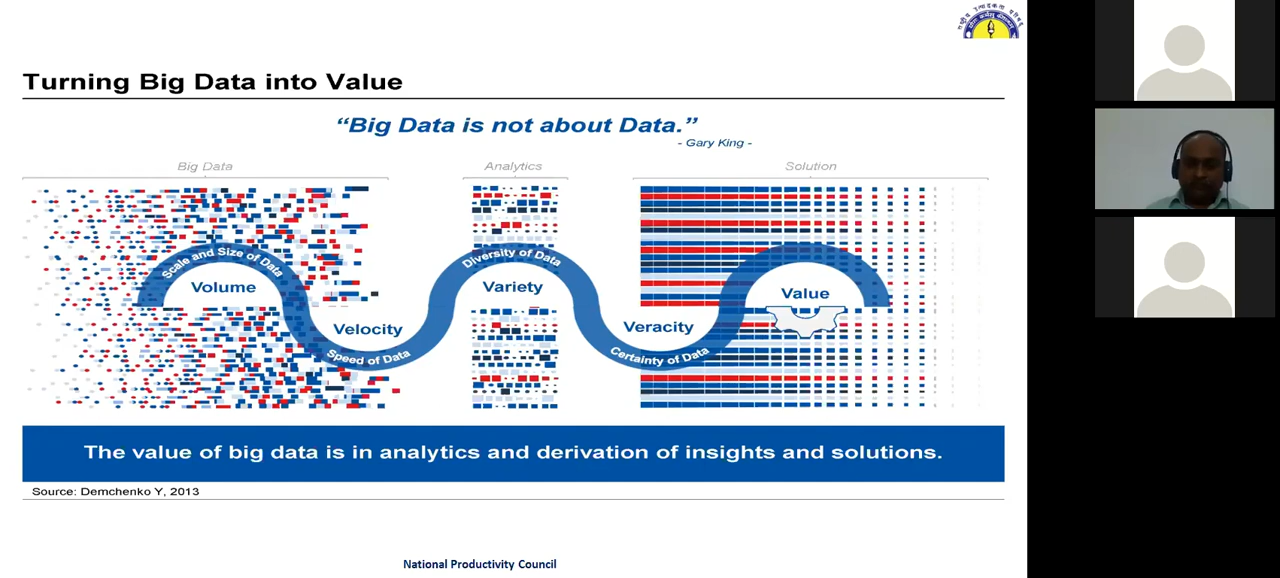 Turning Big Data into Value
“Big Data is not about Data.”
- Gary King -
Big Data
Analytics
Solution
Scale and Size of Data
Volume
Velocity
Speed of Data
Diversity of Data
Variety
Veracity
Certainty of Data
Value
The value of big data is in analytics and derivation of insights and solutions.
Source: Demchenko Y, 2013
National Productivity Council